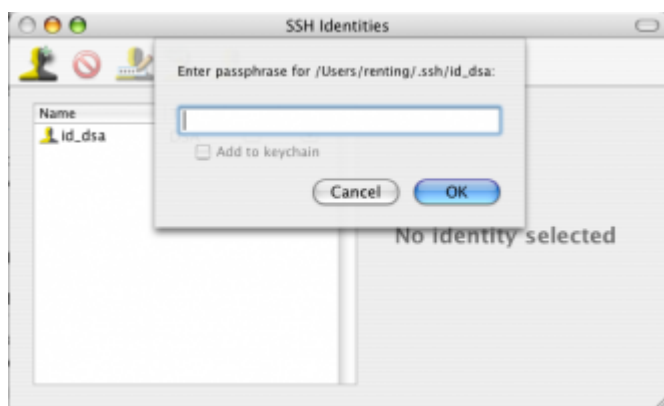 SSH Identities
Enter passphrase for /Users/renting/.ssh/id_dsa:
Name
id_dsa
Add to keychain
Cancel
OK
No identity selected